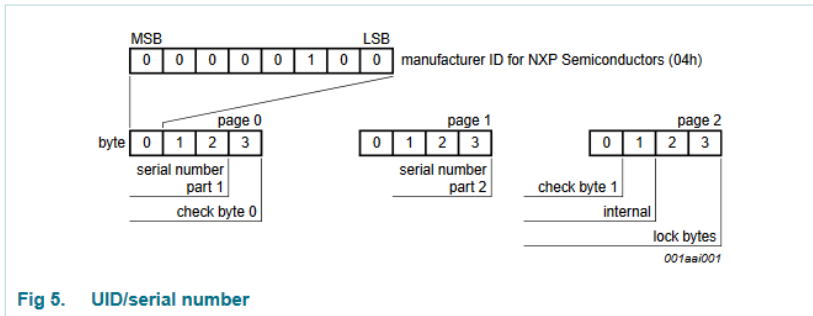 MSB LSB
0 0 0 0 0 1 0 0 manufacturer ID for NXP Semiconductors (04h)
page 0 page 1 page 2
byte 0 1 2 3 0 1 2 3 0 1 2 3
serial number serial number
part 1 part 2 check byte 1
check byte 0 internal
lock bytes
001aai001
Fig 5. UID/serial number